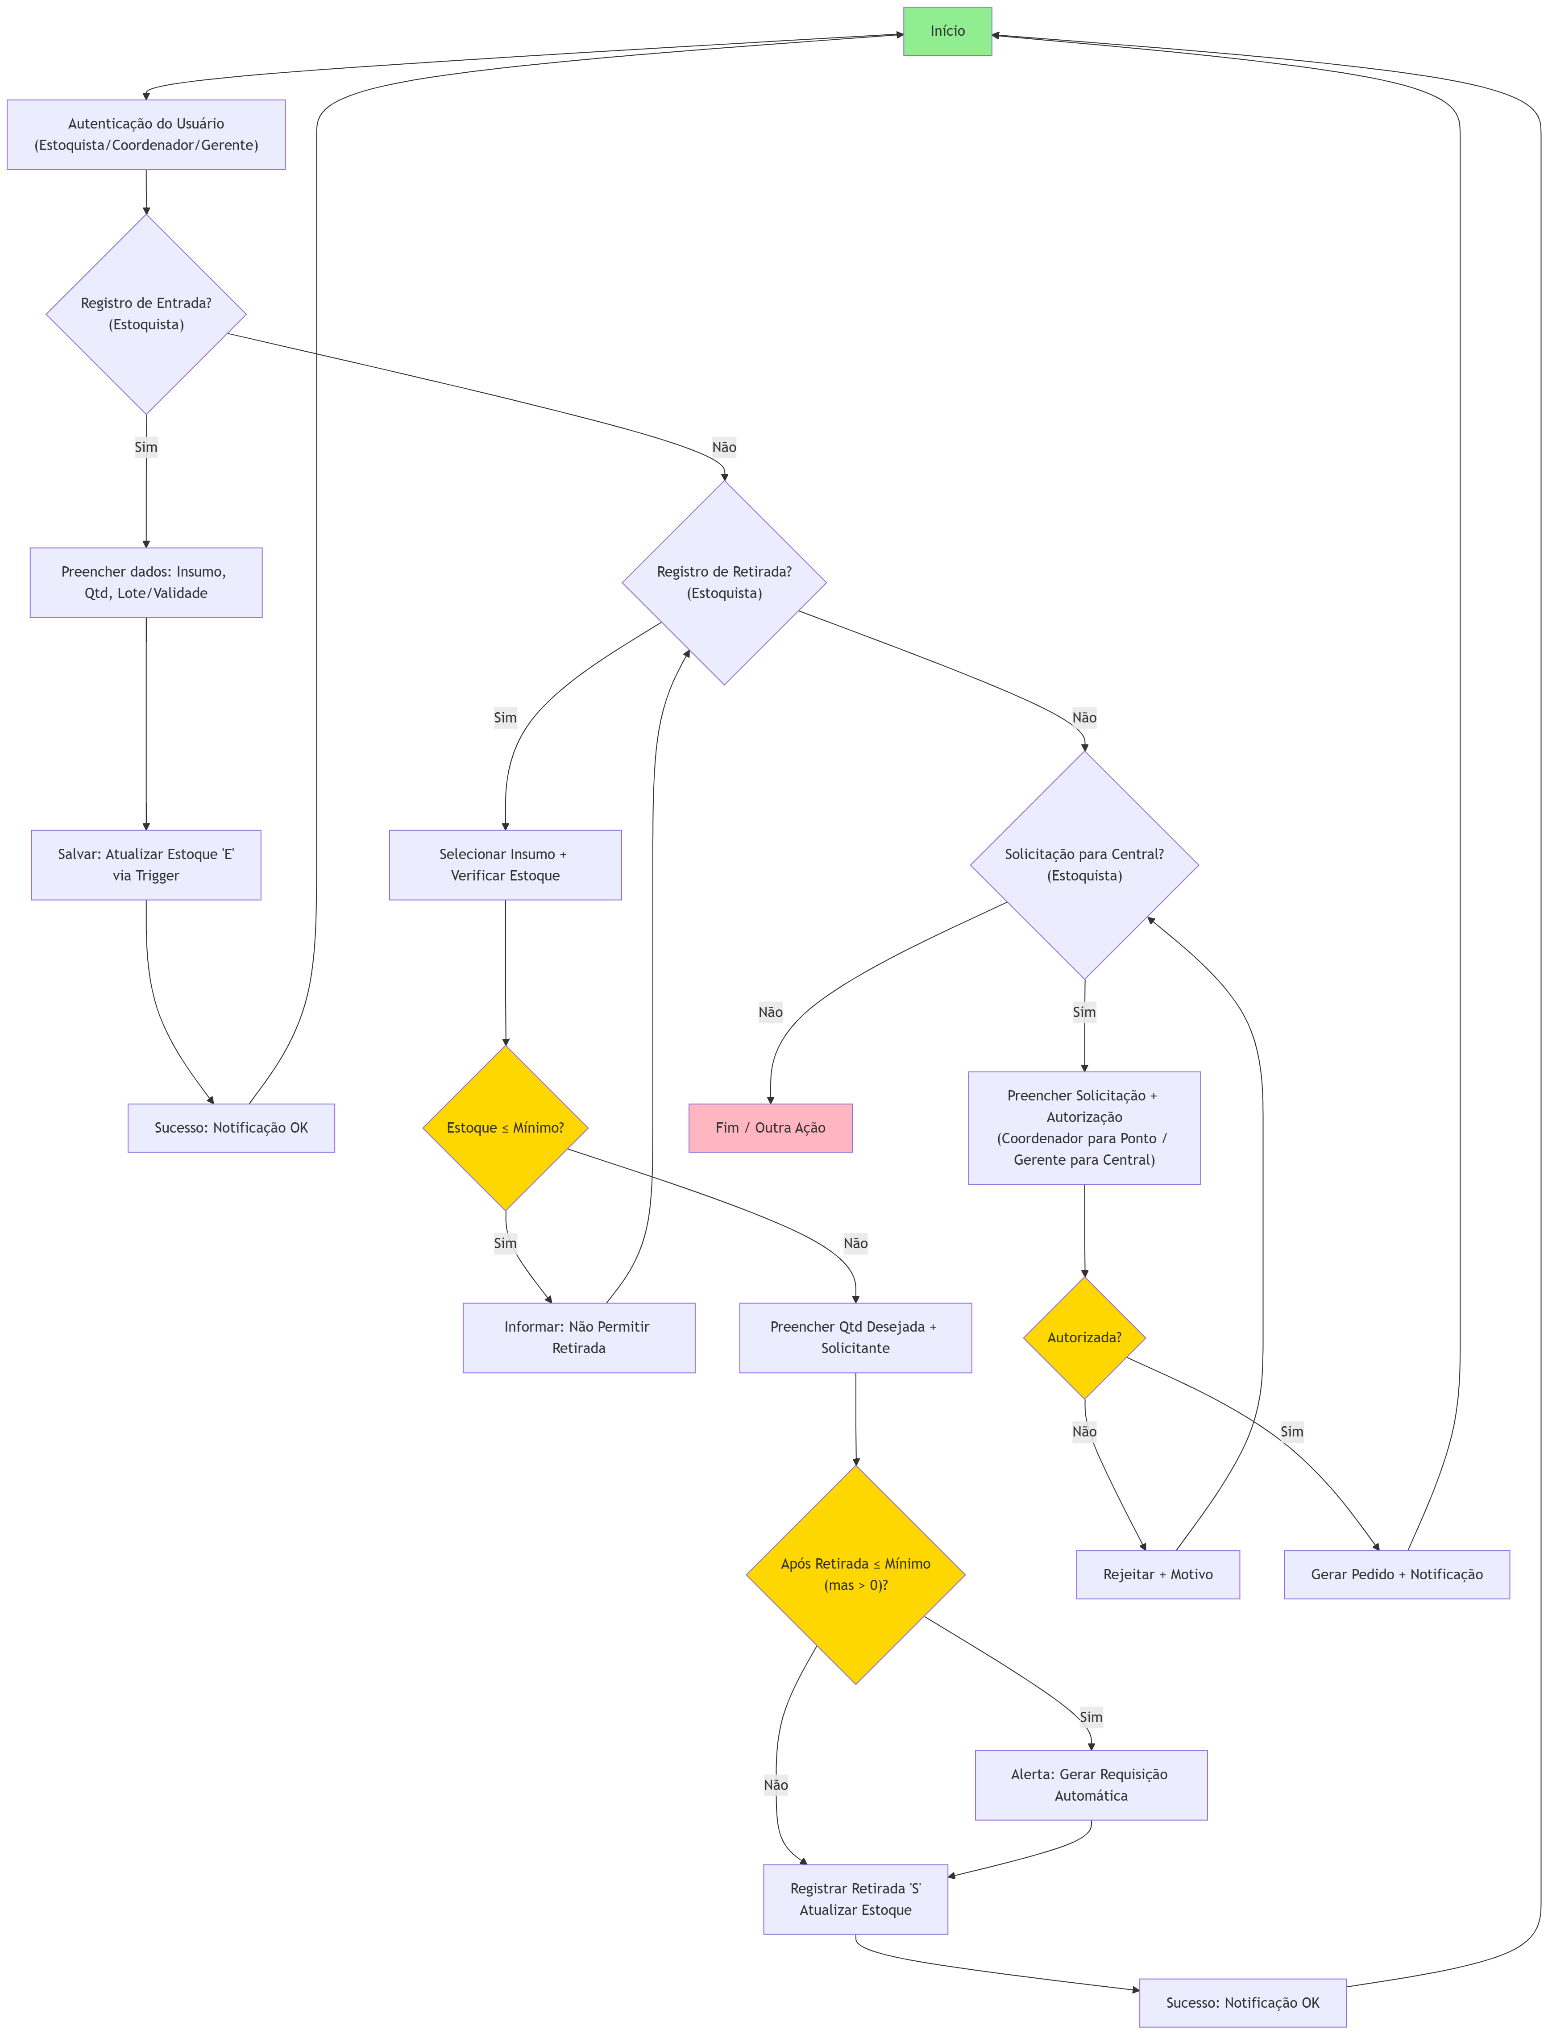 Início
Autenticação do Usuário
(Estoquista/Coordenador/Gerente)
Registro de Entrada?
(Estoquista)
Sim
Não
Preencher dados: Insumo,
Qtd, Lote/Validade
Registro de Retirada?
(Estoquista)
Sim
Não
Salvar: Atualizar Estoque 'E'
via Trigger
Selecionar Insumo +
Verificar Estoque
Solicitação para Central?
(Estoquista)
Não
Sim
Sucesso: Notificação OK
Estoque ≤ Mínimo?
Fim / Outra Ação
Preencher Solicitação +
Autorização
(Coordenador para Ponto /
Gerente para Central)
Sim
Não
Informar: Não Permitir
Retirada
Preencher Qtd Desejada +
Solicitante
Autorizada?
Não
Sim
Após Retirada ≤ Mínimo
(mas > 0)?
Rejeitar + Motivo
Gerar Pedido + Notificação
Sim
Não
Alerta: Gerar Requisição
Automática
Registrar Retirada 'S'
Atualizar Estoque
Sucesso: Notificação OK